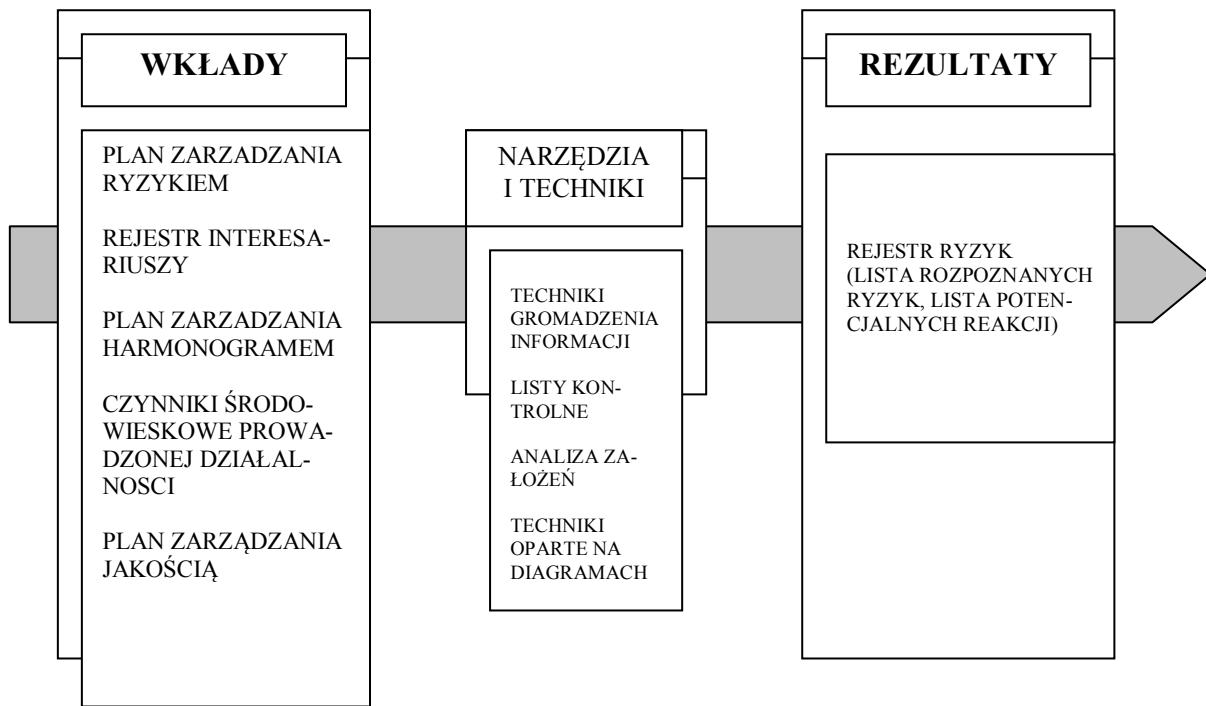 WKŁADY
PLAN ZARZADZANIA
RYZYKIEM
REJESTR INTERESA-
RIUSZY
PLAN ZARZADZANIA
HARMONOGRAMEM
CZYNNIKI ŚRODO-
WIESKOWE PROWA-
DZONEJ DZIAŁAL-
NOSCI
PLAN ZARZĄDZANIA
JAKOŚCIĄ
NARZĘDZIA
I TECHNIKI
TECHNIKI
GROMADZENIA
INFORMACJI
LISTY KON-
TROLNE
ANALIZA ZA-
ŁOŻEŃ
TECHNIKI
OPARTE NA
DIAGRAMACH
REZULTATY
REJESTR RYZYK
(LISTA ROZPOZNANYCH
RYZYK, LISTA POTEN-
CJALNYCH REAKCJI)